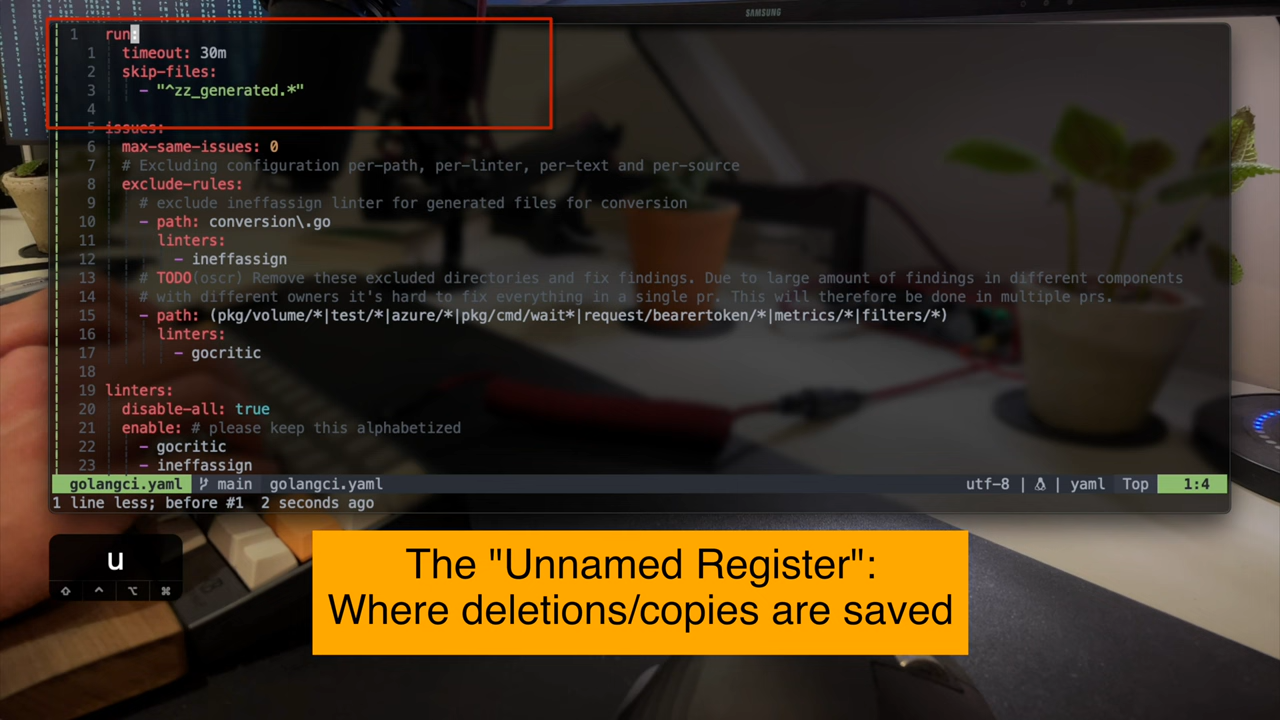 SAMSUNG
1 run:
1 timeout: 30m
2 skip-files:
3 - "^zz_generated.*"
4
5 issues:
6 max-same-issues: 0
7 # Excluding configuration per-path, per-linter, per-text and per-source
8 exclude-rules:
9 # exclude ineffassign linter for generated files for conversion
10 - path: conversion\.go
11 linters:
12 - ineffassign
13 # TODO(oscr) Remove these excluded directories and fix findings. Due to large amount of findings in different components
14 # with different owners it's hard to fix everything in a single pr. This will therefore be done in multiple prs.
15 - path: (pkg/volume/*|test/*|azure/*|pkg/cmd/wait*|request/bearertoken/*|metrics/*|filters/*)
16 linters:
17 - gocritic
18
19 linters:
20 disable-all: true
21 enable: # please keep this alphabetized
22 - gocritic
23 - ineffassign
golangci.yaml main golangci.yaml utf-8 | | yaml Top 1:4
1 line less; before #1 2 seconds ago
u
⇧ ^ ⌥ ⌘
The "Unnamed Register":
Where deletions/copies are saved